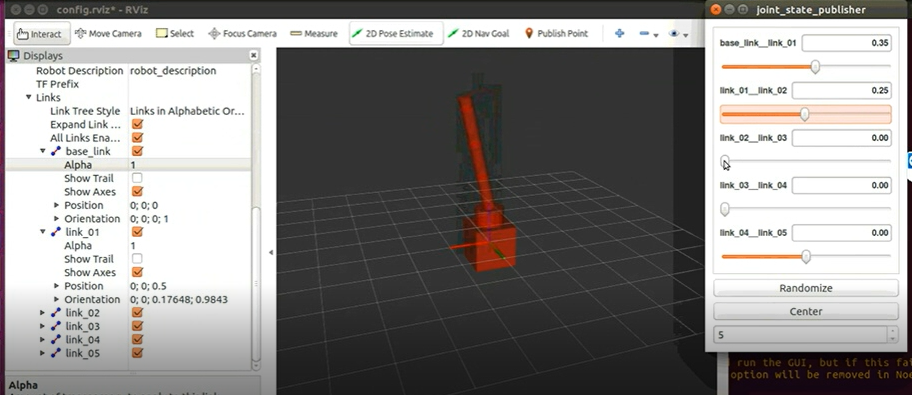 config.rviz* - RViz
joint_state_publisher
Interact Move Camera Select Focus Camera Measure 2D Pose Estimate 2D Nav Goal Publish Point
Displays
Robot Description robot_description
TF Prefix
Links
Link Tree Style Links in Alphabetic Or...
Expand Link ...
All Links Ena...
base_link
Alpha 1
Show Trail
Show Axes
Position 0; 0; 0
Orientation 0; 0; 0; 1
link_01
Alpha 1
Show Trail
Show Axes
Position 0; 0; 0.5
Orientation 0; 0; 0.17648; 0.9843
link_02
link_03
link_04
link_05
Alpha
base_link__link_01 0.35
link_01__link_02 0.25
link_02__link_03 0.00
link_03__link_04 0.00
link_04__link_05 0.00
Randomize
Center
5
run the GUI, but if this fai
option will be removed in Noe